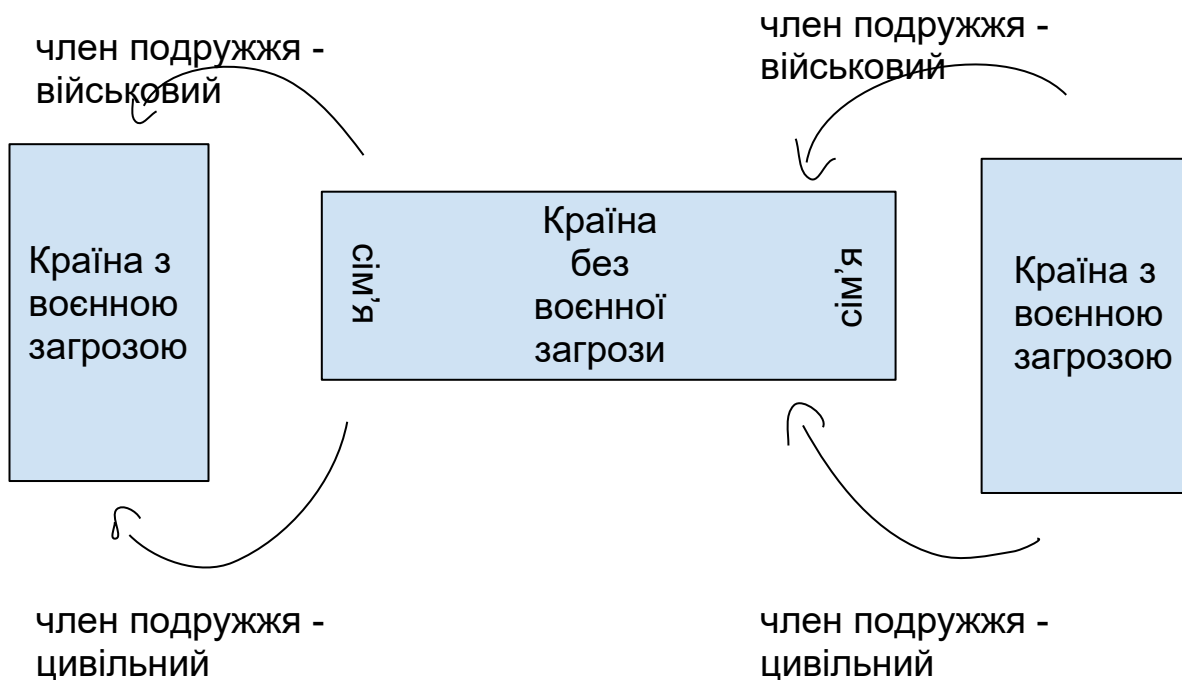 член подружжя -
військовий
член подружжя -
військовий
Країна з
воєнною
загрозою
сім’я
Країна
без
воєнної
загрози
сім’я
Країна з
воєнною
загрозою
член подружжя -
цивільний
член подружжя -
цивільний